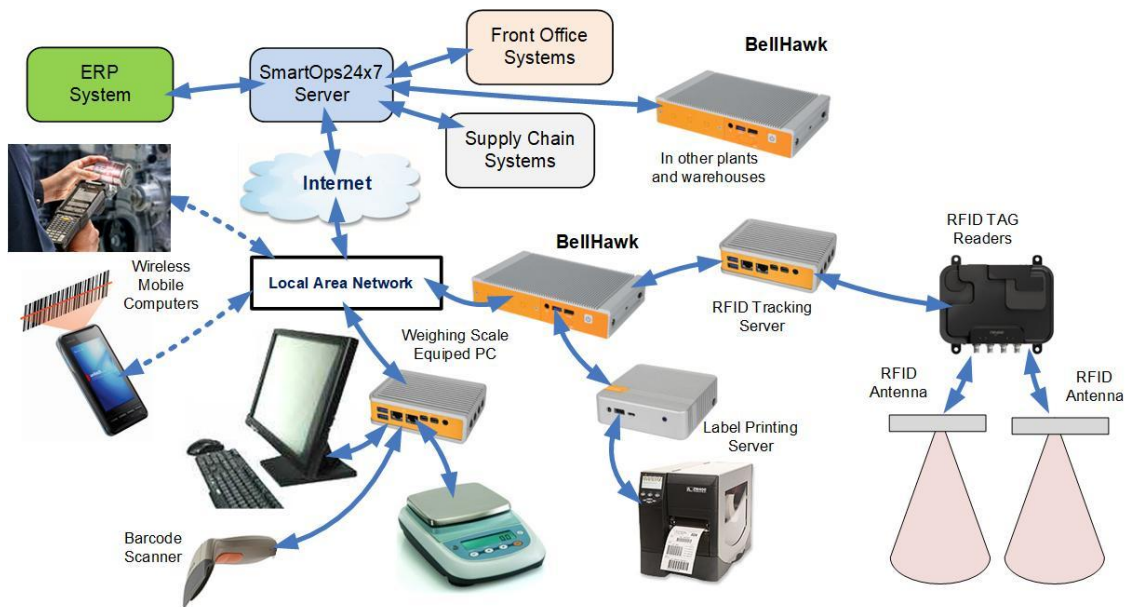 Front Office
Systems
BellHawk
ERP
System
SmartOps24x7
Server
Supply Chain
Systems
In other plants
and warehouses
Internet
BellHawk
RFID TAG
Readers
Wireless
Mobile
Computers
Local Area Network
RFID Tracking
Server
Weighing Scale
Equiped PC
RFID
Antenna
RFID
Antenna
Label Printing
Server
Barcode
Scanner
0.0